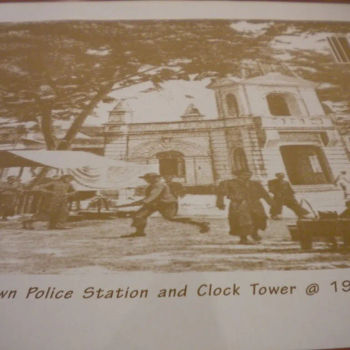 wn Police Station and Clock Tower @ 19